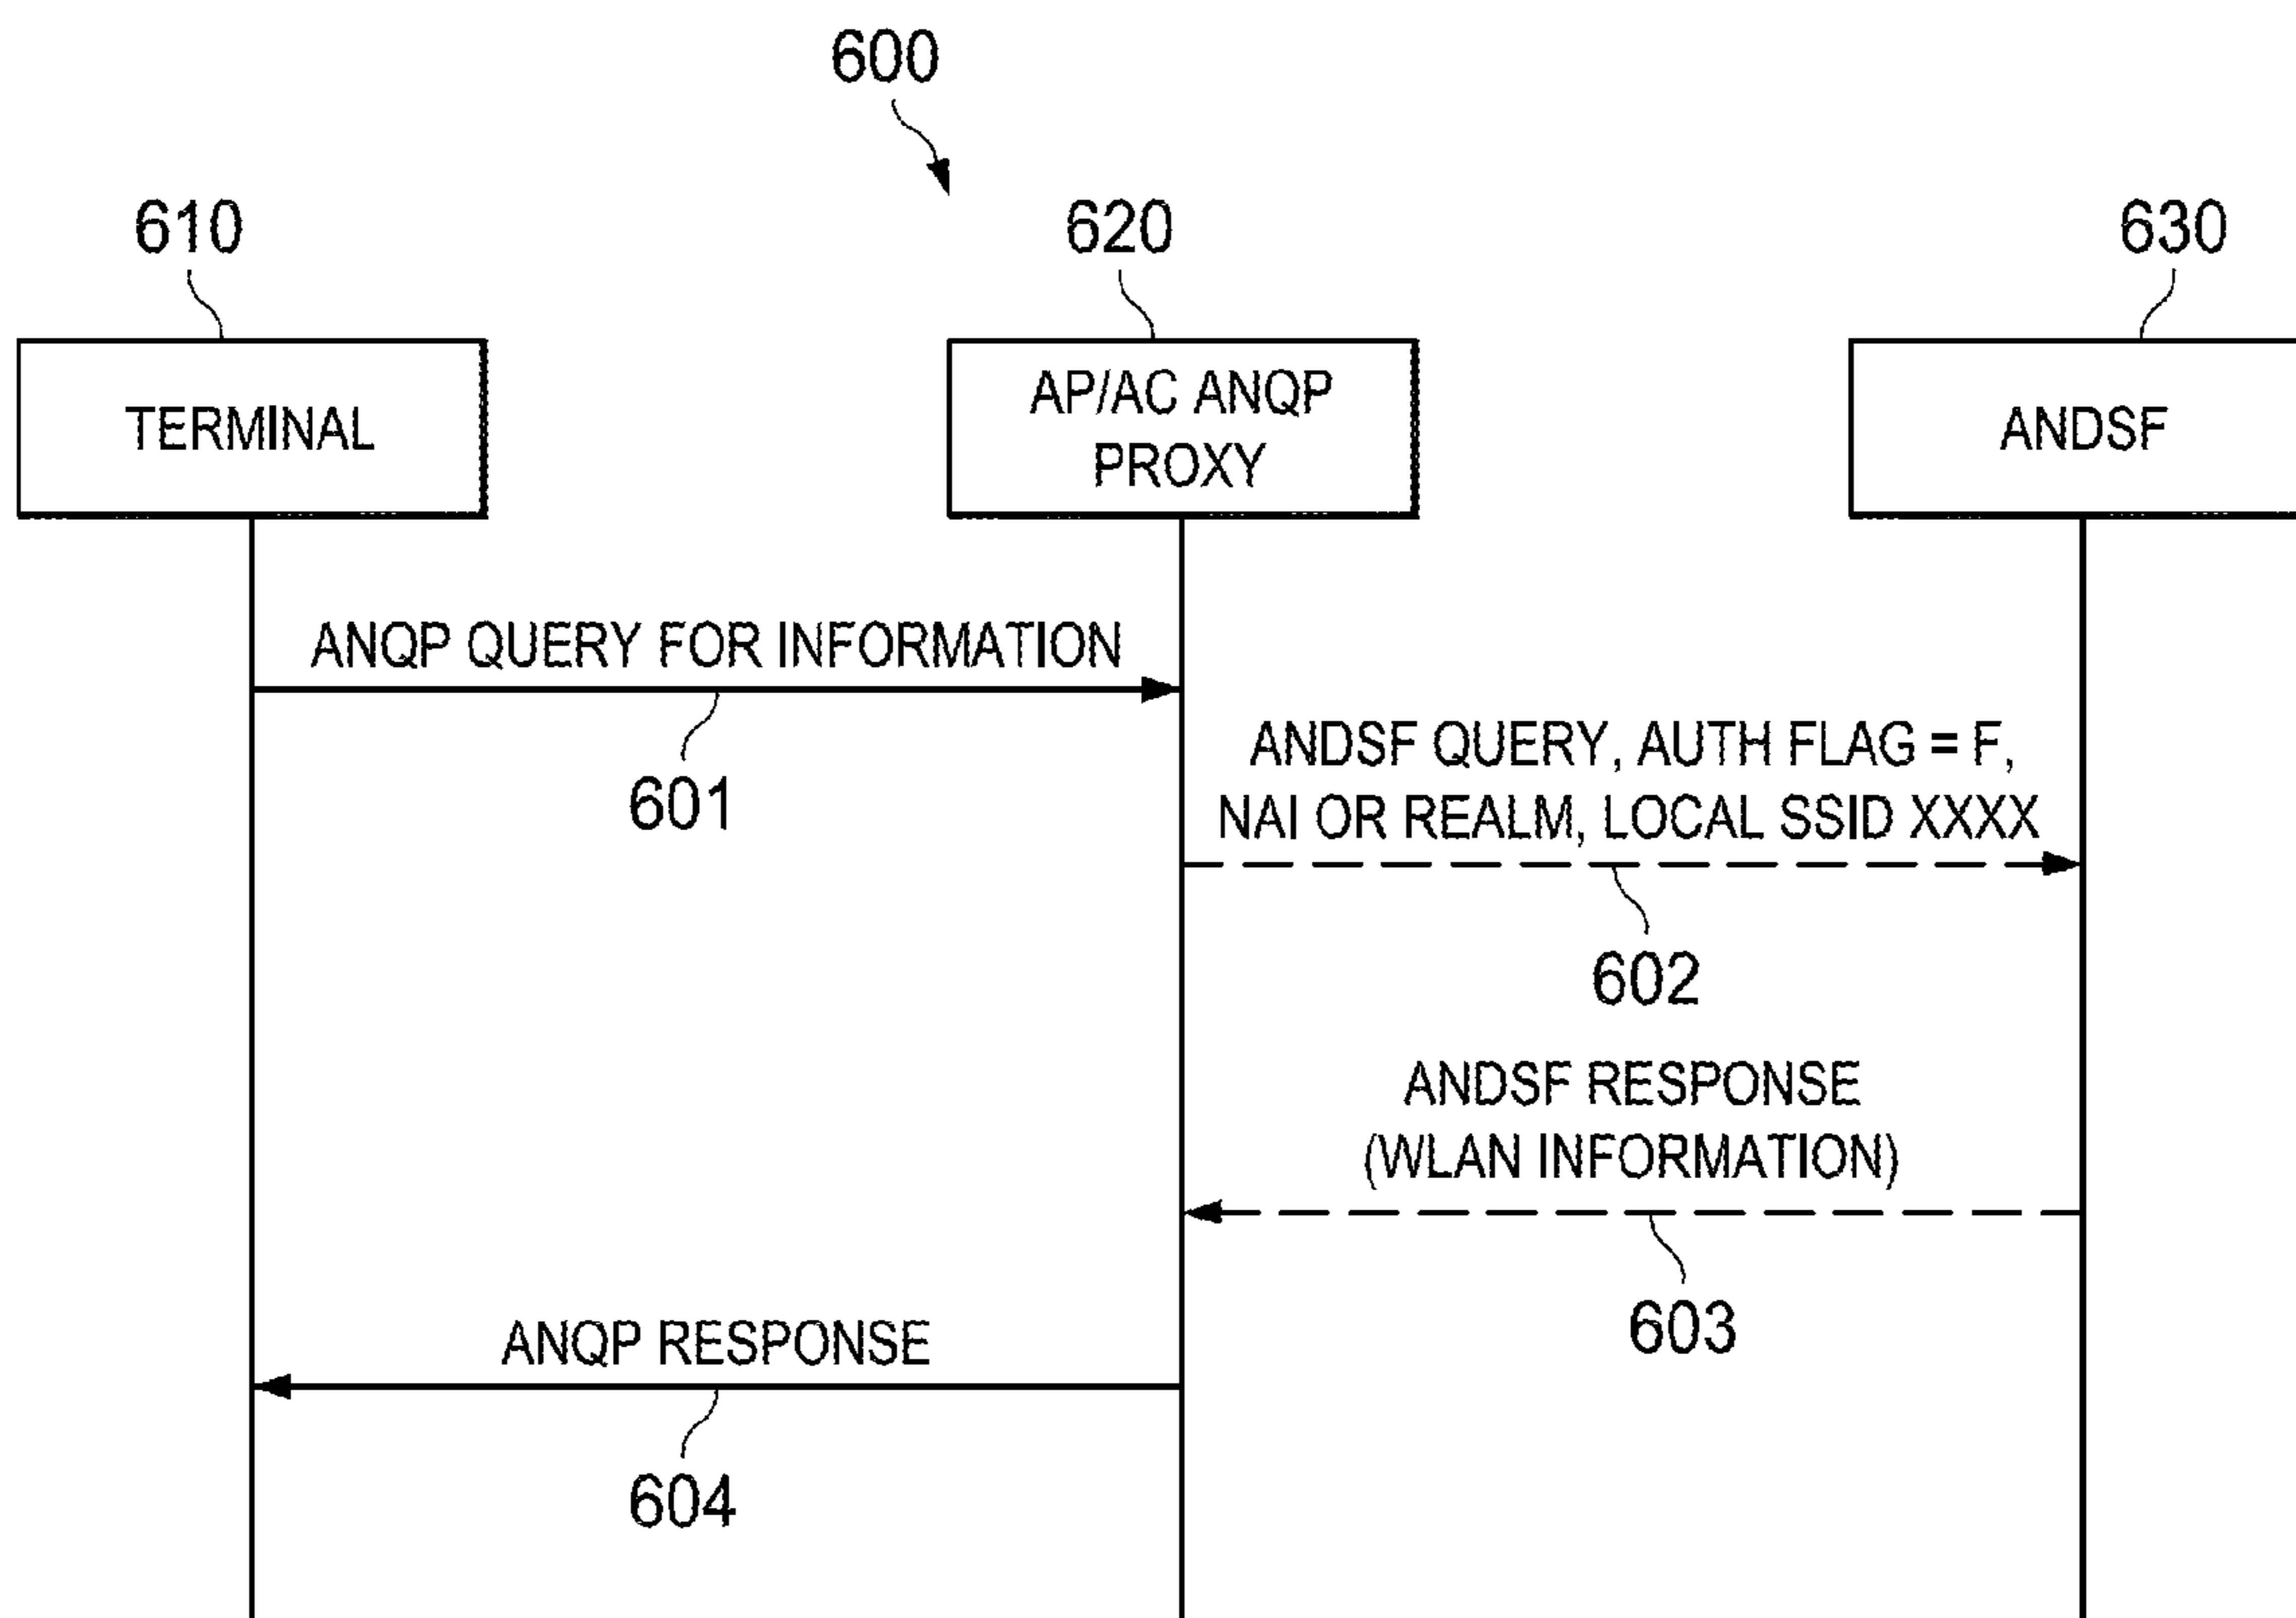 600
610
620
630
TERMINAL
AP/AC ANQP
PROXY
ANDSF
ANQP QUERY FOR INFORMATION
601
ANDSF QUERY, AUTH FLAG = F,
NAI OR REALM, LOCAL SSID XXXX
602
ANDSF RESPONSE
(WLAN INFORMATION)
603
ANQP RESPONSE
604